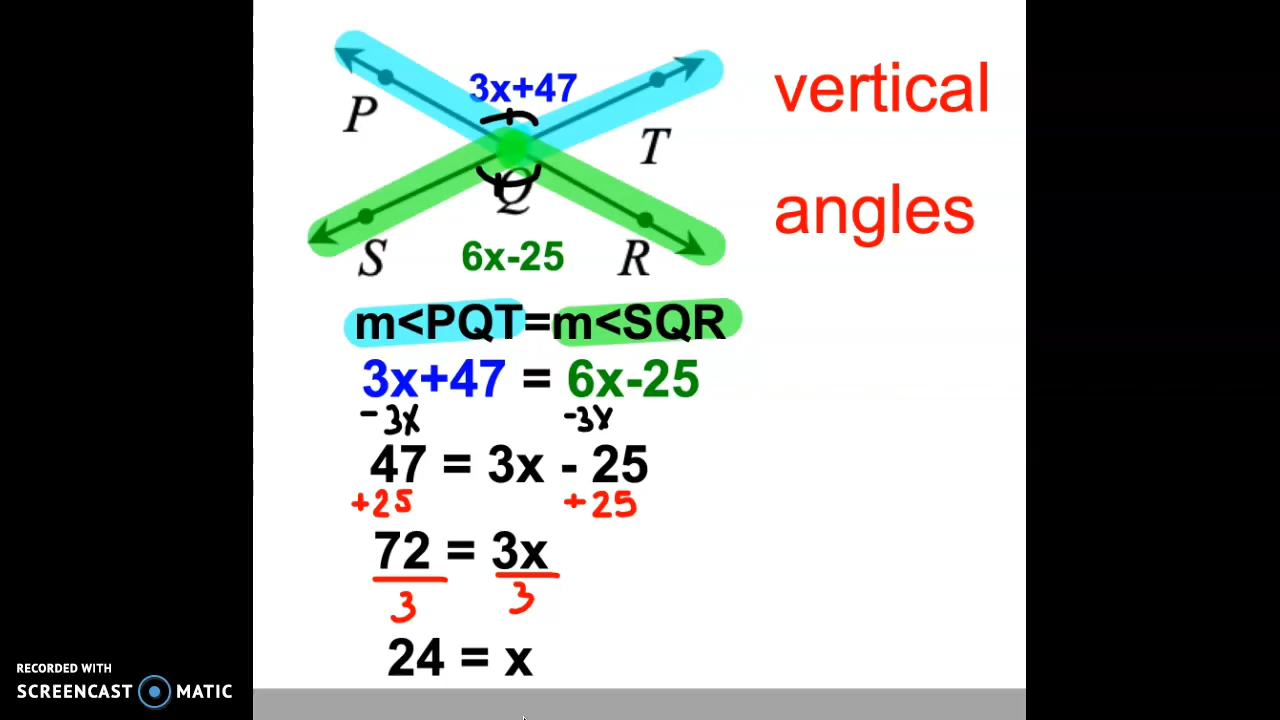 3x+47
vertical
P
T
Q
angles
S
6x-25
R
m<PQT=m<SQR
3x+47 = 6x-25
-3x -3x
47 = 3x - 25
+25 +25
72 = 3x
3 3
24 = x
RECORDED WITH
SCREENCAST MATIC